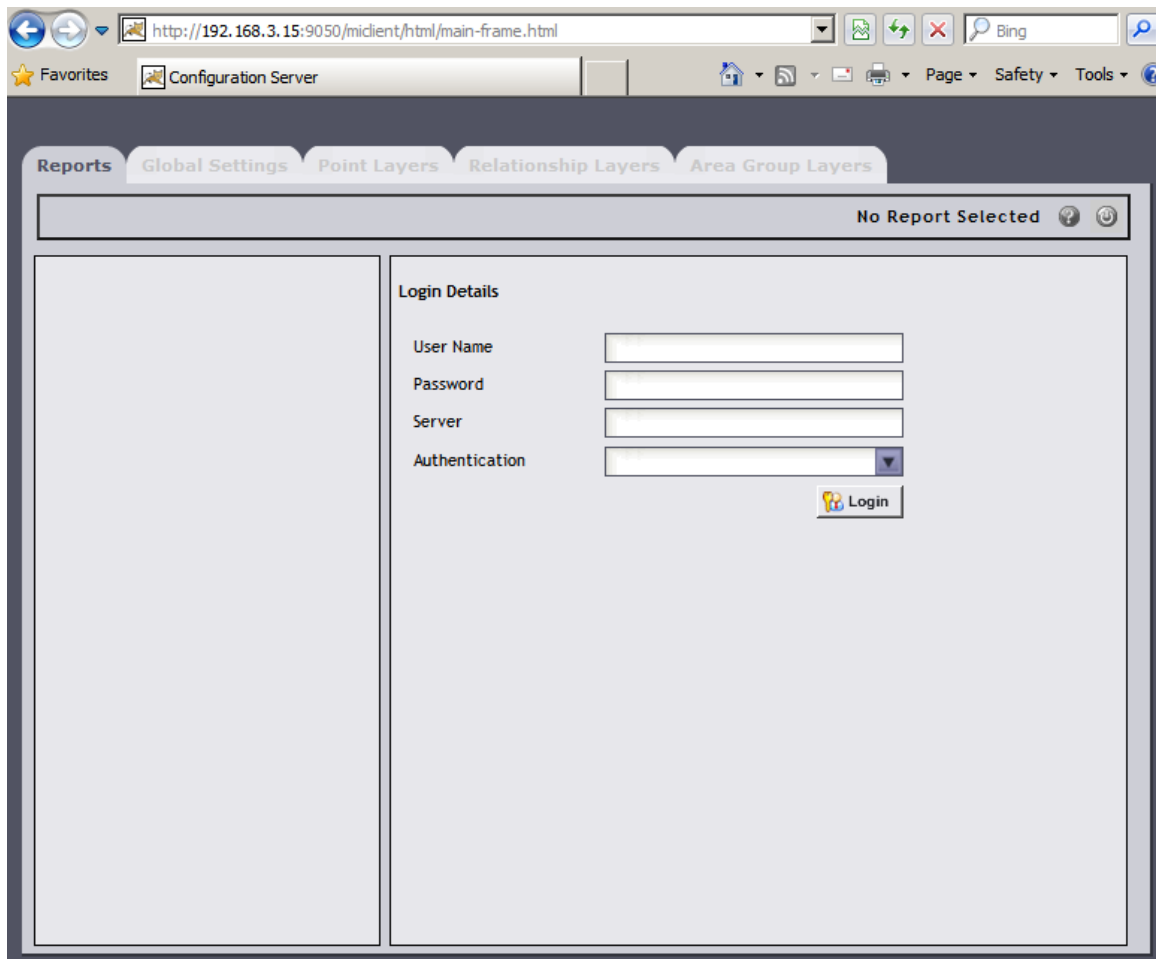 http://192.168.3.15:9050/miclient/html/main-frame.html
Bing
Favorites
Configuration Server
Page
Safety
Tools
Reports
Global Settings
Point Layers
Relationship Layers
Area Group Layers
No Report Selected
Login Details
User Name
Password
Server
Authentication
Login